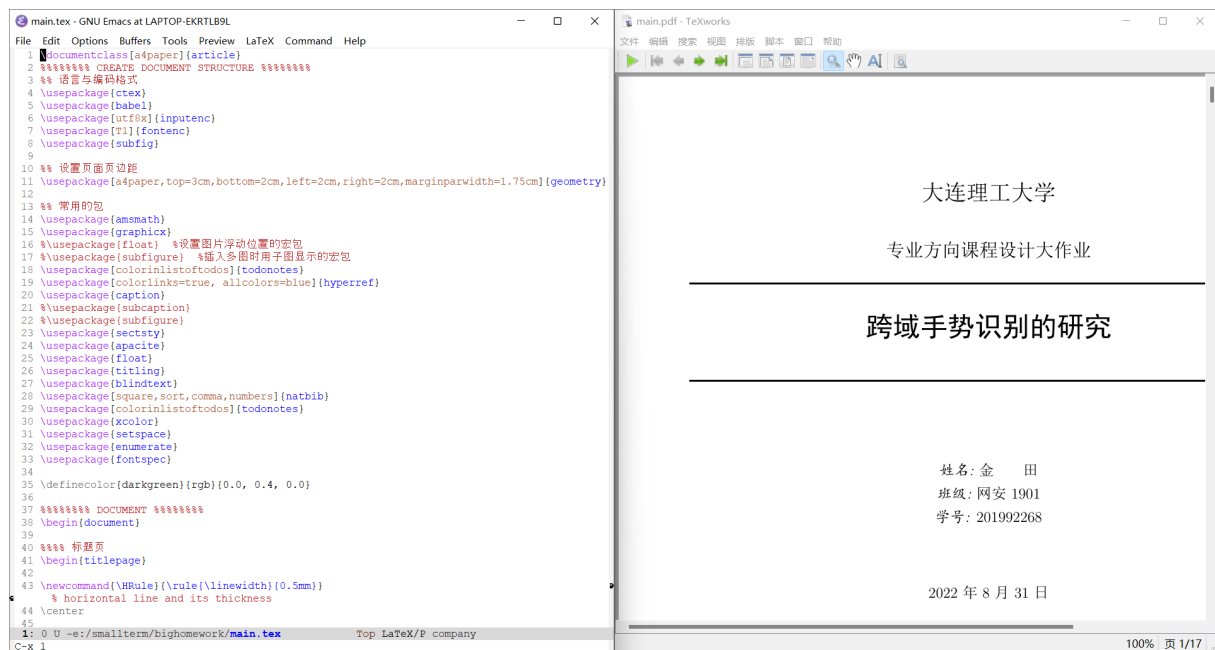 main.tex - GNU Emacs at LAPTOP-EKRTLB9L
File Edit Options Buffers Tools Preview LaTeX Command Help
1 \documentclass[a4paper]{article}
2 %%%%%%%% CREATE DOCUMENT STRUCTURE %%%%%%%%
3 %% 语言与编码格式
4 \usepackage{ctex}
5 \usepackage{babel}
6 \usepackage[utf8x]{inputenc}
7 \usepackage[T1]{fontenc}
8 \usepackage{subfig}
9
10 %% 设置页面页边距
11 \usepackage[a4paper,top=3cm,bottom=2cm,left=2cm,right=2cm,marginparwidth=1.75cm]{geometry}
12
13 %% 常用的包
14 \usepackage{amsmath}
15 \usepackage{graphicx}
16 %\usepackage{float}  %设置图片浮动位置的宏包
17 %\usepackage{subfigure}  %插入多图时用子图显示的宏包
18 \usepackage[colorinlistoftodos]{todonotes}
19 \usepackage[colorlinks=true, allcolors=blue]{hyperref}
20 \usepackage{caption}
21 %\usepackage{subcaption}
22 %\usepackage{subfigure}
23 \usepackage{sectsty}
24 \usepackage{apacite}
25 \usepackage{float}
26 \usepackage{titling}
27 \usepackage{blindtext}
28 \usepackage[square,sort,comma,numbers]{natbib}
29 \usepackage[colorinlistoftodos]{todonotes}
30 \usepackage{xcolor}
31 \usepackage{setspace}
32 \usepackage{enumerate}
33 \usepackage{fontspec}
34
35 \definecolor{darkgreen}{rgb}{0.0, 0.4, 0.0}
36
37 %%%%%%%% DOCUMENT %%%%%%%%
38 \begin{document}
39
40 %%%% 标题页
41 \begin{titlepage}
42
43 \newcommand{\HRule}{\rule{\linewidth}{0.5mm}}
% horizontal line and its thickness
44 \center
45
1: 0 U -e:/smallterm/bighomework/main.tex Top LaTeX/P company
C-x 1
main.pdf - TeXworks
文件 编辑 搜索 视图 排版 脚本 窗口 帮助
大连理工大学
专业方向课程设计大作业
跨域手势识别的研究
姓名: 金 田
班级: 网安 1901
学号: 201992268
2022 年 8 月 31 日
100% 页 1/17